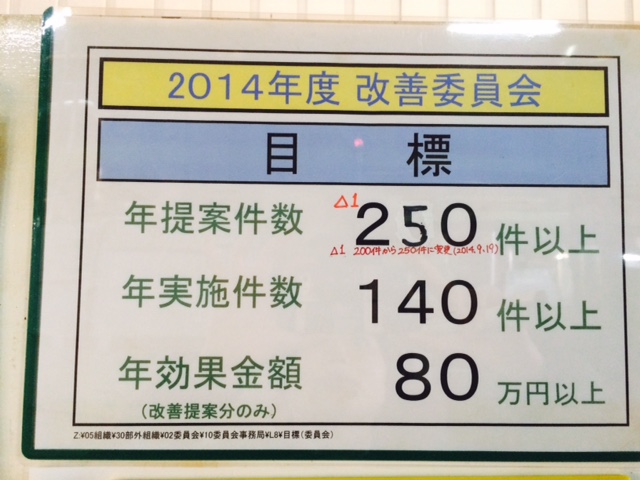 2014年度 改善委員会
目 標
年提案件数 △1 250 件以上
△1 200件から250件に変更(2014.9.19)
年実施件数 140 件以上
年効果金額 80 万円以上
(改善提案分のみ)
Z:¥05組織¥30部外組織¥02委員会¥10委員会事務局¥L8¥目標(委員会)